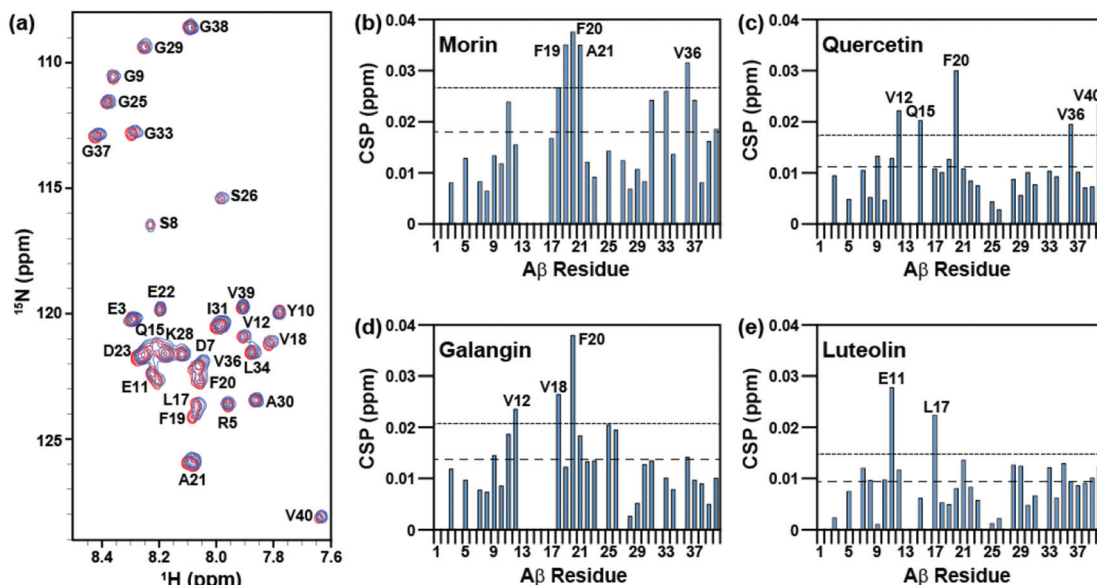 (a)
G38
G29
G9
G25
G33
G37
S26
S8
E22
V39
E3
I31
Y10
Q15
K28
V12
D7
V18
D23
V36
L34
E11
F20
L17
A30
F19
R5
A21
V40
110
115
120
125
15N (ppm)
8.4 8.2 8.0 7.8 7.6
1H (ppm)
(b)
Morin
F20
F19
A21
V36
0.04
0.03
0.02
0.01
0
CSP (ppm)
1 5 9 13 17 21 25 29 33 37
Aβ Residue
(c)
Quercetin
F20
V12
Q15
V40
V36
0.04
0.03
0.02
0.01
0
CSP (ppm)
1 5 9 13 17 21 25 29 33 37
Aβ Residue
(d)
Galangin
F20
V18
V12
0.04
0.03
0.02
0.01
0
CSP (ppm)
1 5 9 13 17 21 25 29 33 37
Aβ Residue
(e)
Luteolin
E11
L17
0.04
0.03
0.02
0.01
0
CSP (ppm)
1 5 9 13 17 21 25 29 33 37
Aβ Residue